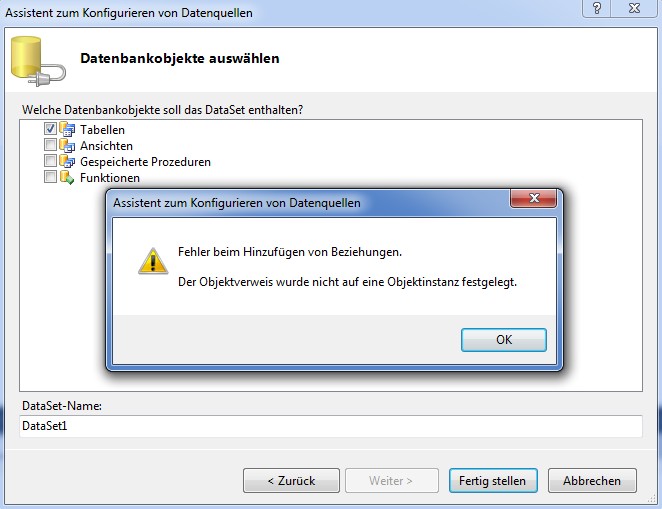 Assistent zum Konfigurieren von Datenquellen
Datenbankobjekte auswählen
Welche Datenbankobjekte soll das DataSet enthalten?
Tabellen
Ansichten
Gespeicherte Prozeduren
Funktionen
Assistent zum Konfigurieren von Datenquellen
Fehler beim Hinzufügen von Beziehungen.
Der Objektverweis wurde nicht auf eine Objektinstanz festgelegt.
OK
DataSet-Name:
DataSet1
< Zurück
Weiter >
Fertig stellen
Abbrechen